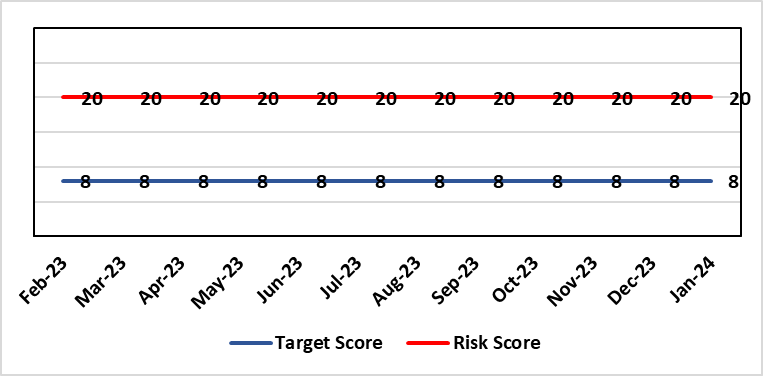 20 20 20 20 20 20 20 20 20 20 20 20
8 8 8 8 8 8 8 8 8 8 8 8
Feb-23 Mar-23 Apr-23 May-23 Jun-23 Jul-23 Aug-23 Sep-23 Oct-23 Nov-23 Dec-23 Jan-24
Target Score Risk Score